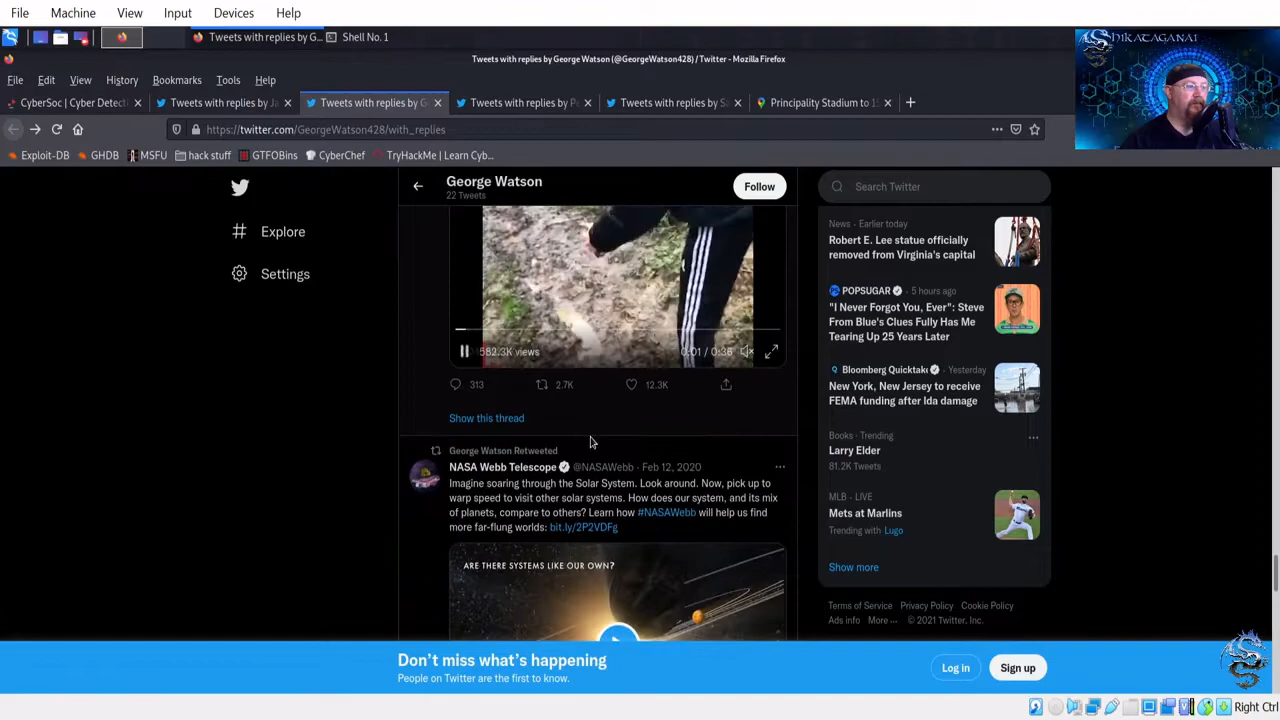 File Machine View Input Devices Help
Tweets with replies by G... Shell No. 1
Tweets with replies by George Watson (@GeorgeWatson428) / Twitter - Mozilla Firefox
SHIKATAGANAI
File Edit View History Bookmarks Tools Help
CyberSoc | Cyber Detecti
Tweets with replies by Ja
Tweets with replies by G
Tweets with replies by Pe
Tweets with replies by Sa
Principality Stadium to 15
https://twitter.com/GeorgeWatson428/with_replies
Exploit-DB GHDB MSFU hack stuff GTFOBins CyberChef TryHackMe | Learn Cyb...
George Watson
22 Tweets
Follow
Search Twitter
Explore
Settings
582.3K views
0:01 / 0:36
313 2.7K 12.3K
Show this thread
George Watson Retweeted
NASA Webb Telescope @NASAWebb · Feb 12, 2020
Imagine soaring through the Solar System. Look around. Now, pick up to
warp speed to visit other solar systems. How does our system, and its mix
of planets, compare to others? Learn how #NASAWebb will help us find
more far-flung worlds: bit.ly/2P2VDFg
ARE THERE SYSTEMS LIKE OUR OWN?
News · Earlier today
Robert E. Lee statue officially
removed from Virginia's capital
POPSUGAR · 5 hours ago
"I Never Forgot You, Ever": Steve
From Blue's Clues Fully Has Me
Tearing Up 25 Years Later
Bloomberg Quicktake · Yesterday
New York, New Jersey to receive
FEMA funding after Ida damage
Books · Trending
Larry Elder
81.2K Tweets
MLB · LIVE
Mets at Marlins
Trending with Lugo
Show more
Terms of Service Privacy Policy Cookie Policy
Ads info More ... © 2021 Twitter, Inc.
Don't miss what's happening
People on Twitter are the first to know.
Log in
Sign up
Right Ctrl